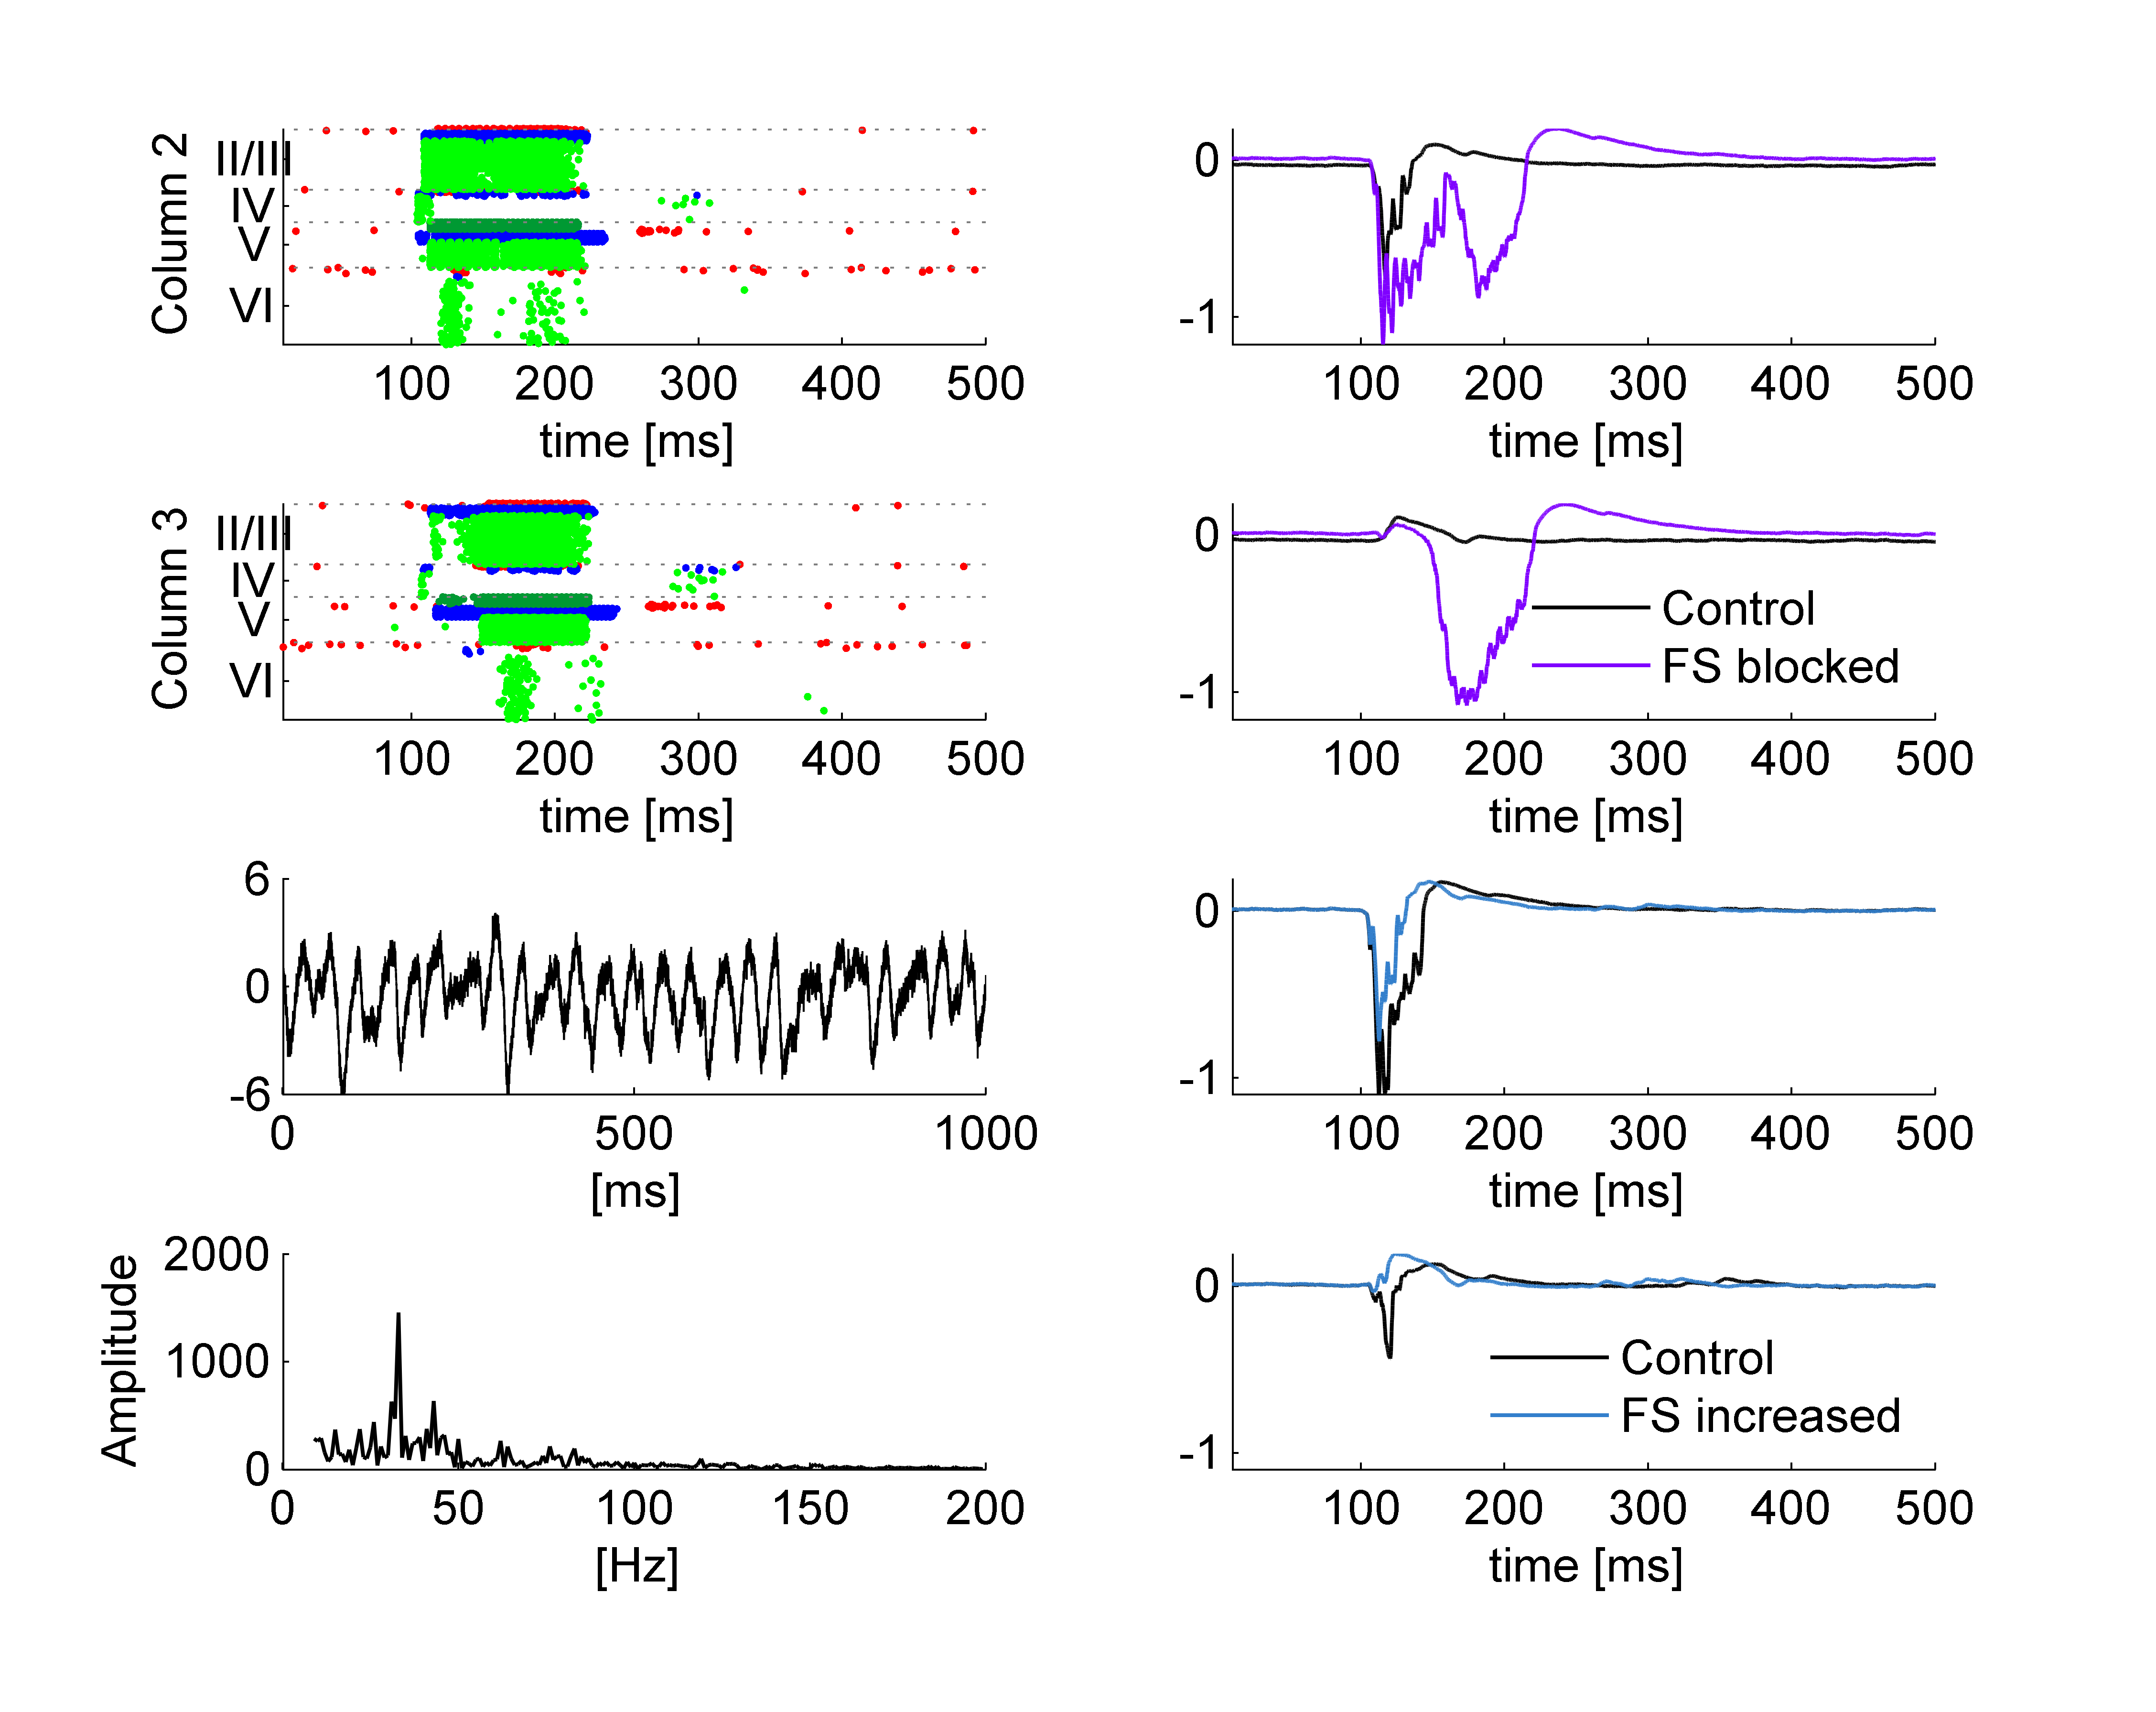 Column 2
II/III
IV
V
VI
100 200 300 400 500
time [ms]
0
-1
100 200 300 400 500
time [ms]
Column 3
II/III
IV
V
VI
100 200 300 400 500
time [ms]
0
-1
Control
FS blocked
100 200 300 400 500
time [ms]
6
0
-6
0 500 1000
[ms]
0
-1
100 200 300 400 500
time [ms]
Amplitude
2000
1000
0
0 50 100 150 200
[Hz]
0
-1
Control
FS increased
100 200 300 400 500
time [ms]